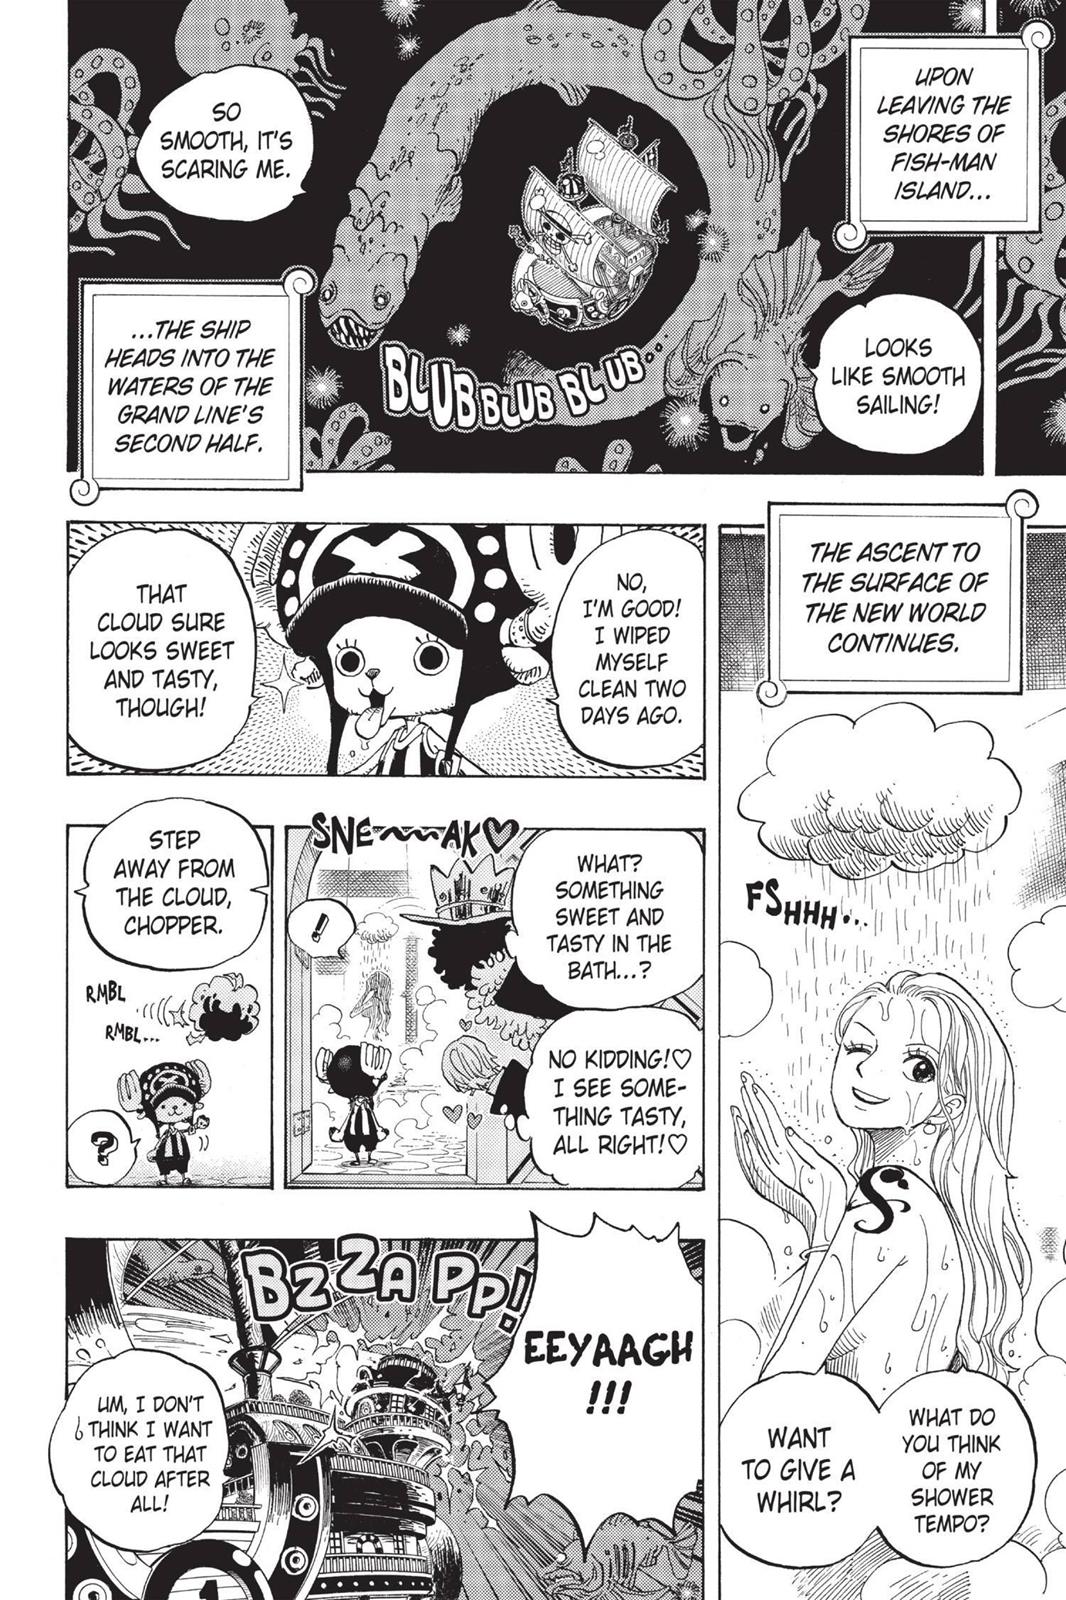 UPON
LEAVING THE
SHORES OF
FISH-MAN
ISLAND...
LOOKS
LIKE SMOOTH
SAILING!
SO
SMOOTH, IT'S
SCARING ME.
BLUB BLUB BLUB..
...THE SHIP
HEADS INTO THE
WATERS OF THE
GRAND LINE'S
SECOND HALF.
THE ASCENT TO
THE SURFACE OF
THE NEW WORLD
CONTINUES.
FSHHH...
WHAT DO
YOU THINK
OF MY
SHOWER
TEMPO?
WANT
TO GIVE A
WHIRL?
NO,
I'M GOOD!
I WIPED
MYSELF
CLEAN TWO
DAYS AGO.
THAT
CLOUD SURE
LOOKS SWEET
AND TASTY,
THOUGH!
SNE~~AK♡
WHAT?
SOMETHING
SWEET AND
TASTY IN THE
BATH...?
!!
NO KIDDING!♡
I SEE SOME-
THING TASTY,
ALL RIGHT!♡
STEP
AWAY FROM
THE CLOUD,
CHOPPER.
RMBL
RMBL...
?
BZZAPP!
EEYAAGH
!!!
UM, I DON'T
THINK I WANT
TO EAT THAT
CLOUD AFTER
ALL!
1